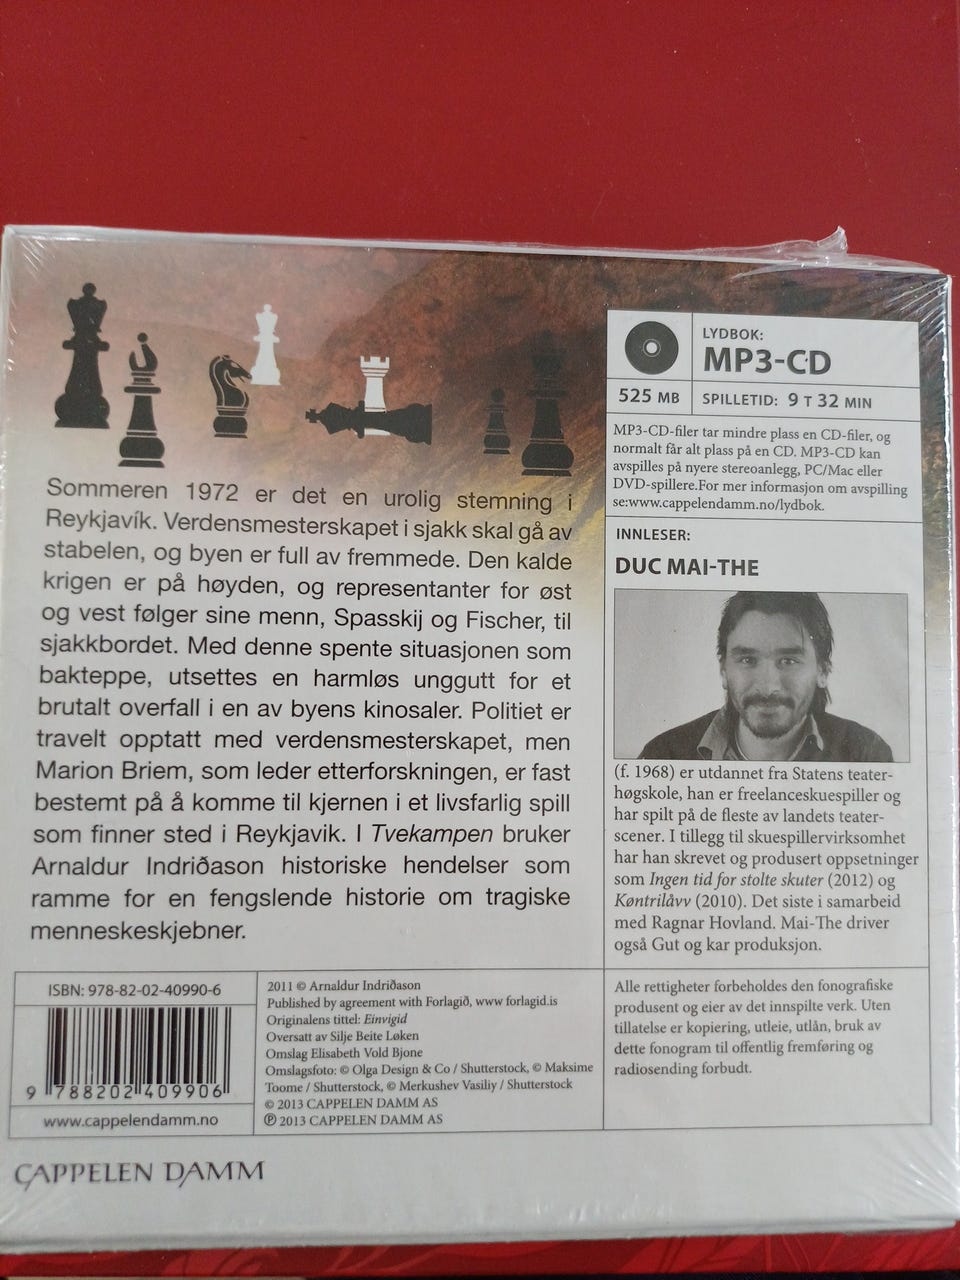 Sommeren 1972 er det en urolig stemning i
Reykjavík. Verdensmesterskapet i sjakk skal gå av
stabelen, og byen er full av fremmede. Den kalde
krigen er på høyden, og representanter for øst
og vest følger sine menn, Spasskij og Fischer, til
sjakkbordet. Med denne spente situasjonen som
bakteppe, utsettes en harmløs unggutt for et
brutalt overfall i en av byens kinosaler. Politiet er
travelt opptatt med verdensmesterskapet, men
Marion Briem, som leder etterforskningen, er fast
bestemt på å komme til kjernen i et livsfarlig spill
som finner sted i Reykjavik. I Tvekampen bruker
Arnaldur Indriðason historiske hendelser som
ramme for en fengslende historie om tragiske
menneskeskjebner.
LYDBOK:
MP3-CD
525 MB
SPILLETID: 9 T 32 MIN
MP3-CD-filer tar mindre plass en CD-filer, og
normalt får alt plass på en CD. MP3-CD kan
avspilles på nyere stereoanlegg, PC/Mac eller
DVD-spillere.For mer informasjon om avspilling
se:www.cappelendamm.no/lydbok.
INNLESER:
DUC MAI-THE
(f. 1968) er utdannet fra Statens teater-
høgskole, han er freelanceskuespiller og
har spilt på de fleste av landets teater-
scener. I tillegg til skuespillervirksomhet
har han skrevet og produsert oppsetninger
som Ingen tid for stolte skuter (2012) og
Køntrilåvv (2010). Det siste i samarbeid
med Ragnar Hovland. Mai-The driver
også Gut og kar produksjon.
ISBN: 978-82-02-40990-6
9 788202 409906
www.cappelendamm.no
2011 © Arnaldur Indriðason
Published by agreement with Forlagið, www forlagid.is
Originalens tittel: Einvigid
Oversatt av Silje Beite Løken
Omslag Elisabeth Vold Bjone
Omslagsfoto: © Olga Design & Co / Shutterstock, © Maksime
Toome / Shutterstock, © Merkushev Vasiliy / Shutterstock
© 2013 CAPPELEN DAMM AS
℗ 2013 CAPPELEN DAMM AS
Alle rettigheter forbeholdes den fonografiske
produsent og eier av det innspilte verk. Uten
tillatelse er kopiering, utleie, utlån, bruk av
dette fonogram til offentlig fremføring og
radiosending forbudt.
CAPPELEN DAMM